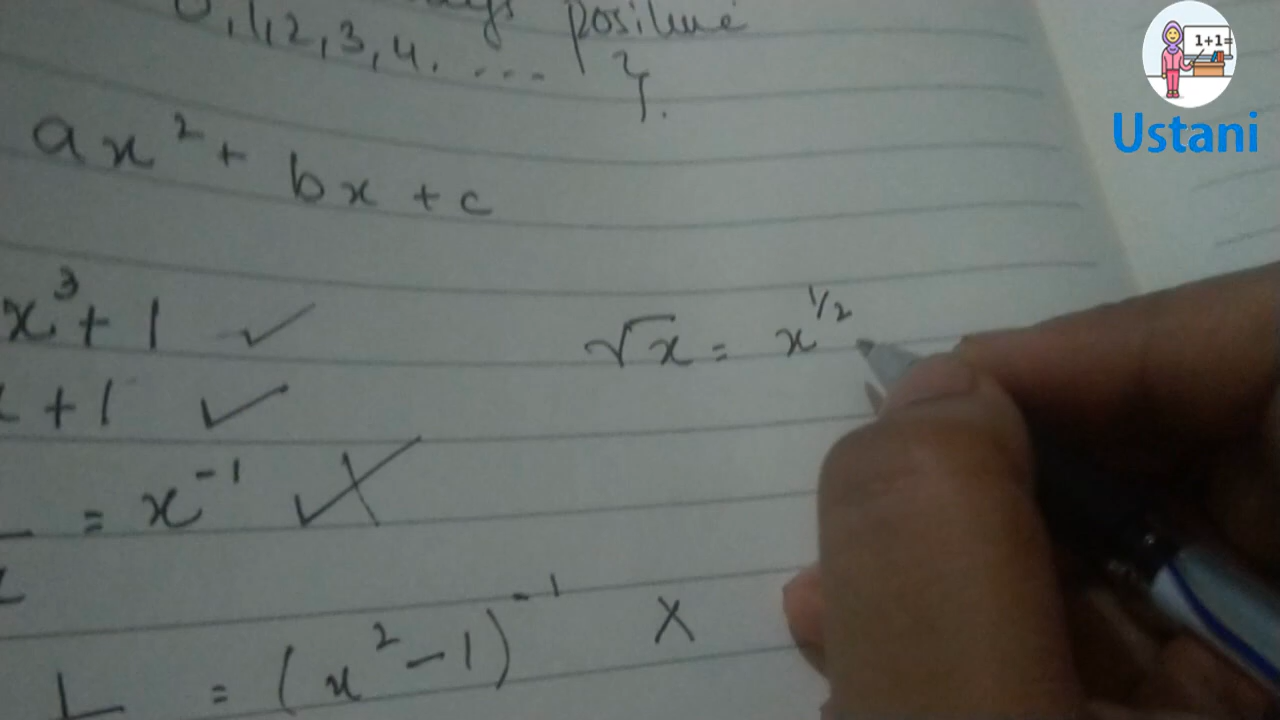 positive
0, 1, 2, 3, 4, ... }.
ax² + bx + c
x³ + 1 ✓
x + 1 ✓
= x⁻¹
= (x² - 1)⁻¹ X
√x = x^1/2
1+1=
Ustani